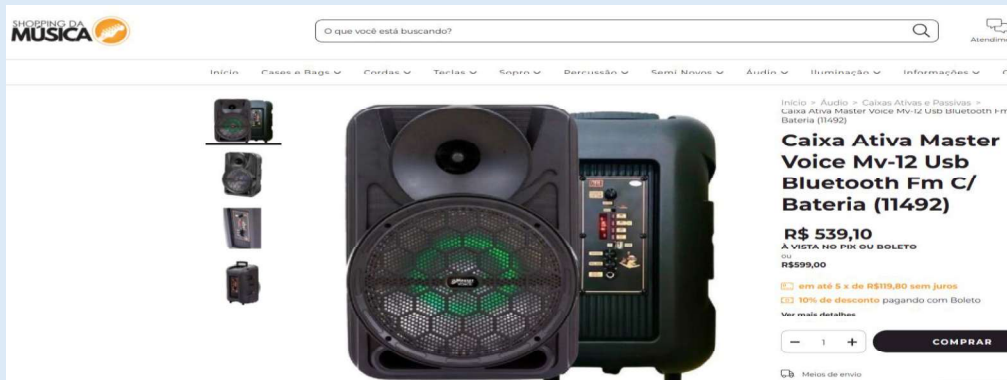 SHOPPING DA
MÚSICA
O que você está buscando?
Início Cases e Bags Cordas Teclas Sopro Percussão Semi Novos Áudio Iluminação Informações
Início > Áudio > Caixas Ativas e Passivas >
Caixa Ativa Master Voice Mv-12 Usb Bluetooth Fm
Bateria (11492)
Caixa Ativa Master
Voice Mv-12 Usb
Bluetooth Fm C/
Bateria (11492)
R$ 539,10
À VISTA NO PIX OU BOLETO
ou
R$599,00
em até 5 x de R$119,80 sem juros
10% de desconto pagando com Boleto
Ver mais detalhes
− 1 + COMPRAR
Meios de envio